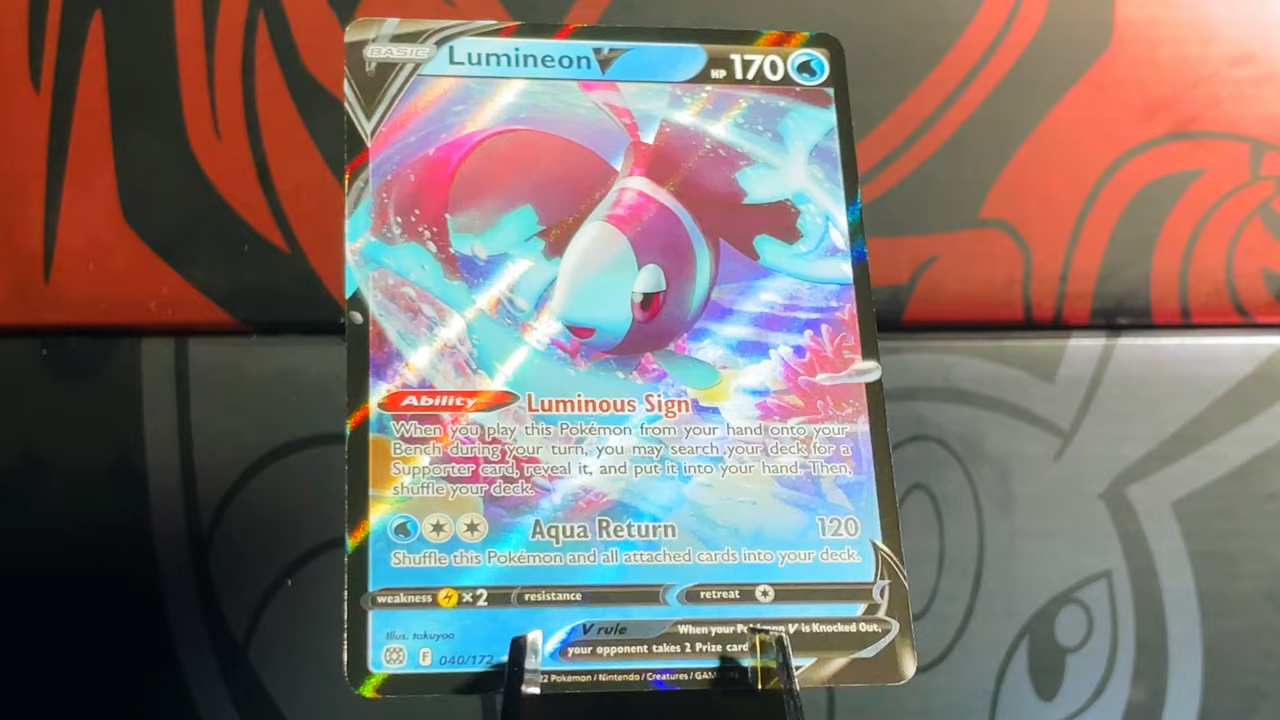 BASIC Lumineon V HP 170
Ability Luminous Sign
When you play this Pokémon from your hand onto your
Bench during your turn, you may search your deck for a
Supporter card, reveal it, and put it into your hand. Then,
shuffle your deck.
Aqua Return 120
Shuffle this Pokémon and all attached cards into your deck.
weakness ×2 resistance retreat
Illus. takuyoa
V rule When your Pokémon V is Knocked Out,
your opponent takes 2 Prize card
F 040/172
22 Pokémon / Nintendo / Creatures / GAM